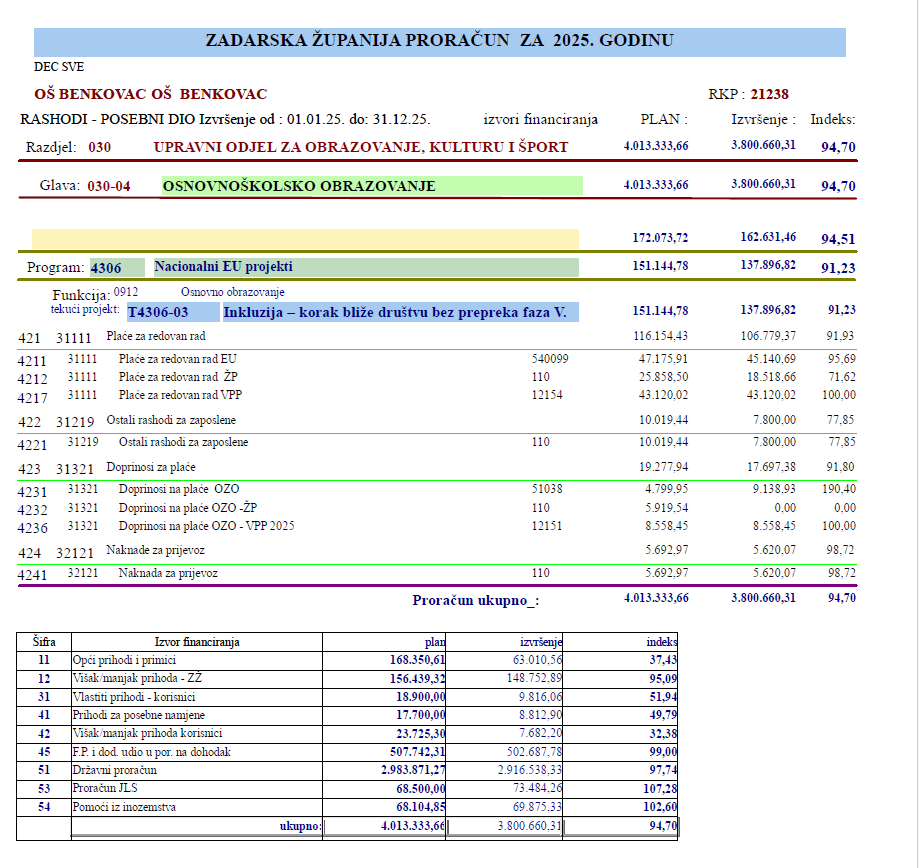 ZADARSKA ŽUPANIJA PRORAČUN ZA 2025. GODINU
DEC SVE
OŠ BENKOVAC OŠ BENKOVAC RKP : 21238
RASHODI - POSEBNI DIO Izvršenje od : 01.01.25. do: 31.12.25. izvori financiranja PLAN : Izvršenje : Indeks:
Razdjel: 030 UPRAVNI ODJEL ZA OBRAZOVANJE, KULTURU I ŠPORT 4.013.333,66 3.800.660,31 94,70
Glava: 030-04 OSNOVNOŠKOLSKO OBRAZOVANJE 4.013.333,66 3.800.660,31 94,70
172.073,72 162.631,46 94,51
Program: 4306 Nacionalni EU projekti 151.144,78 137.896,82 91,23
Funkcija: 0912 Osnovno obrazovanje
tekući projekt: T4306-03 Inkluzija – korak bliže društvu bez prepreka faza V. 151.144,78 137.896,82 91,23
421 31111 Plaće za redovan rad 116.154,43 106.779,37 91,93
4211 31111 Plaće za redovan rad EU 540099 47.175,91 45.140,69 95,69
4212 31111 Plaće za redovan rad ŽP 110 25.858,50 18.518,66 71,62
4217 31111 Plaće za redovan rad VPP 12154 43.120,02 43.120,02 100,00
422 31219 Ostali rashodi za zaposlene 10.019,44 7.800,00 77,85
4221 31219 Ostali rashodi za zaposlene 110 10.019,44 7.800,00 77,85
423 31321 Doprinosi za plaće 19.277,94 17.697,38 91,80
4231 31321 Doprinosi na plaće OZO 51038 4.799,95 9.138,93 190,40
4232 31321 Doprinosi na plaće OZO -ŽP 110 5.919,54 0,00 0,00
4236 31321 Doprinosi na plaće OZO - VPP 2025 12151 8.558,45 8.558,45 100,00
424 32121 Naknade za prijevoz 5.692,97 5.620,07 98,72
4241 32121 Naknada za prijevoz 110 5.692,97 5.620,07 98,72
Proračun ukupno_: 4.013.333,66 3.800.660,31 94,70
Šifra Izvor financiranja plan izvršenje indeks
11 Opći prihodi i primici 168.350,61 63.010,56 37,43
12 Višak/manjak prihoda - ZŽ 156.439,32 148.752,89 95,09
31 Vlastiti prihodi - korisnici 18.900,00 9.816,06 51,94
41 Prihodi za posebne namjene 17.700,00 8.812,90 49,79
42 Višak/manjak prihoda korisnici 23.725,30 7.682,20 32,38
45 F.P. i dod. udio u por. na dohodak 507.742,31 502.687,78 99,00
51 Državni proračun 2.983.871,27 2.916.538,33 97,74
53 Proračun JLS 68.500,00 73.484,26 107,28
54 Pomoći iz inozemstva 68.104,85 69.875,33 102,60
ukupno: 4.013.333,66 3.800.660,31 94,70